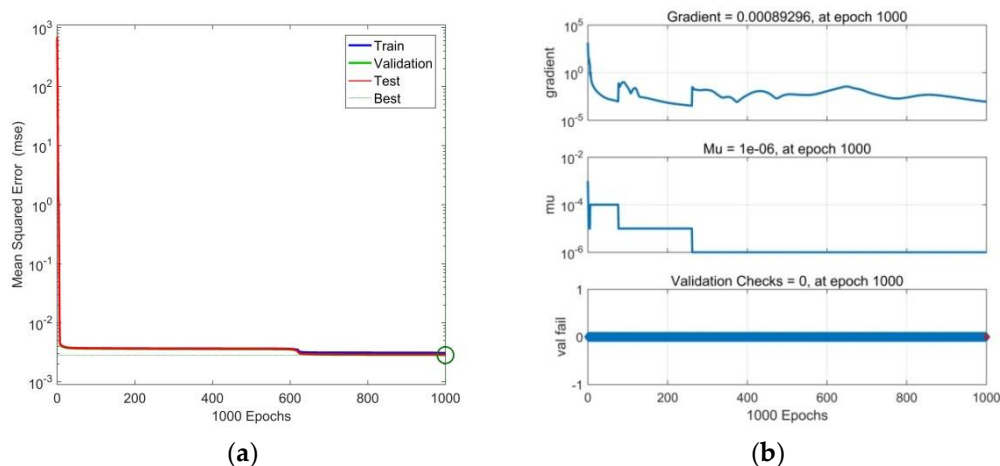 10³
10²
10¹
10⁰
10⁻¹
10⁻²
10⁻³
Mean Squared Error (mse)
Train
Validation
Test
Best
0
200
400
600
800
1000
1000 Epochs
(a)
Gradient = 0.00089296, at epoch 1000
10⁵
10⁰
10⁻⁵
gradient
Mu = 1e-06, at epoch 1000
10⁻²
10⁻⁴
10⁻⁶
mu
Validation Checks = 0, at epoch 1000
1
0
-1
val fail
0
200
400
600
800
1000
1000 Epochs
(b)